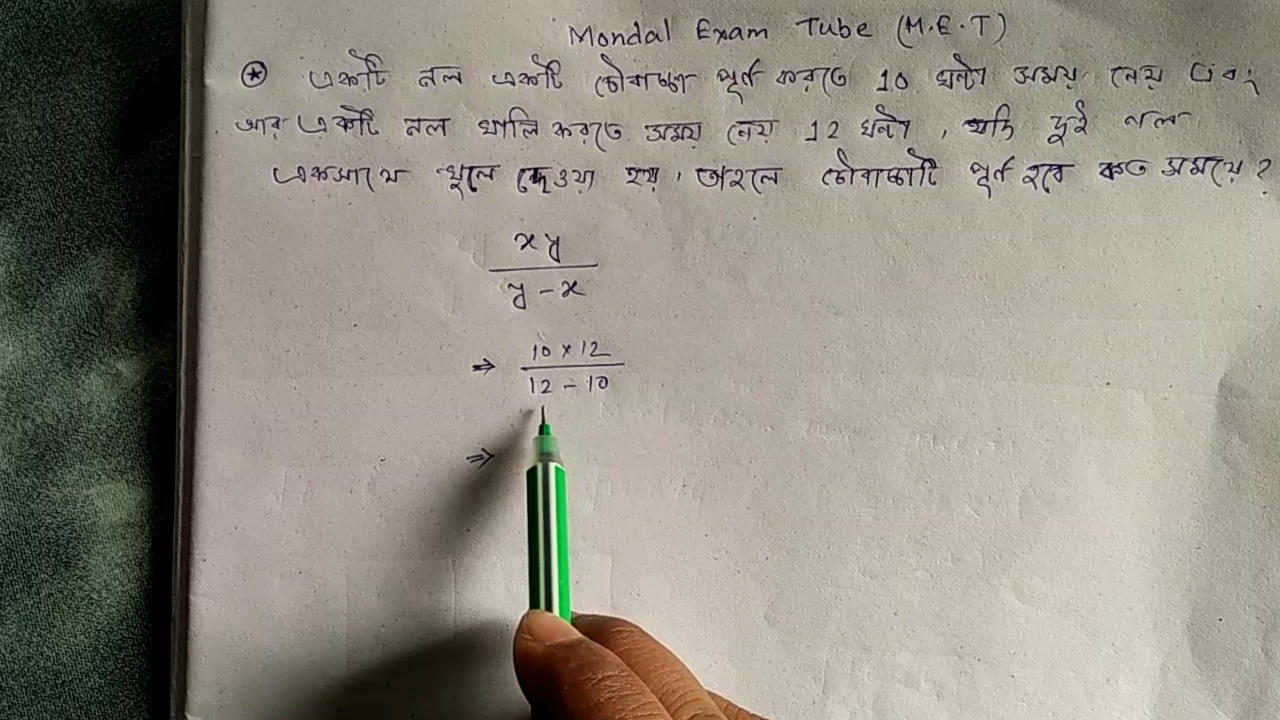 Mondal Exam Tube (M.E.T)
* একটি নল একটি চৌবাচ্চা পূর্ন করতে 10 ঘন্টা সময় নেয় এবং
আর একটি নল খালি করতে সময় নেয় 12 ঘন্টা, যদি দুই নল
একসাথে খুলে দেওয়া হয়, তাহলে চৌবাচ্চাটি পূর্ন হবে কত সময়ে?
xy
y - x
⇒ 10 × 12
12 - 10
⇒